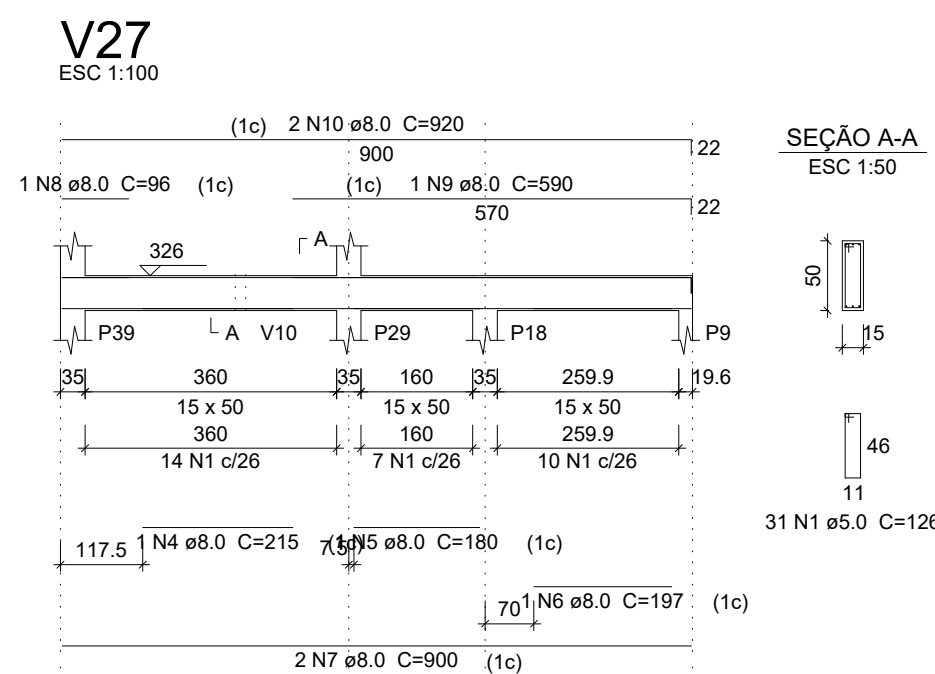 V27
ESC 1:100
(1c) 2 N10 ø8.0 C=920
900
22
SEÇÃO A-A
ESC 1:50
1 N8 ø8.0 C=96 (1c)
(1c) 1 N9 ø8.0 C=590
570
22
326
A
A
V10
P39
P29
P18
P9
50
15
35 360 35 160 35 259.9 19.6
15 x 50 15 x 50 15 x 50
360 160 259.9
14 N1 c/26 7 N1 c/26 10 N1 c/26
46
11
31 N1 ø5.0 C=126
117.5
1 N4 ø8.0 C=215 (1c)
7.5
1 N5 ø8.0 C=180 (1c)
70
1 N6 ø8.0 C=197 (1c)
2 N7 ø8.0 C=900 (1c)